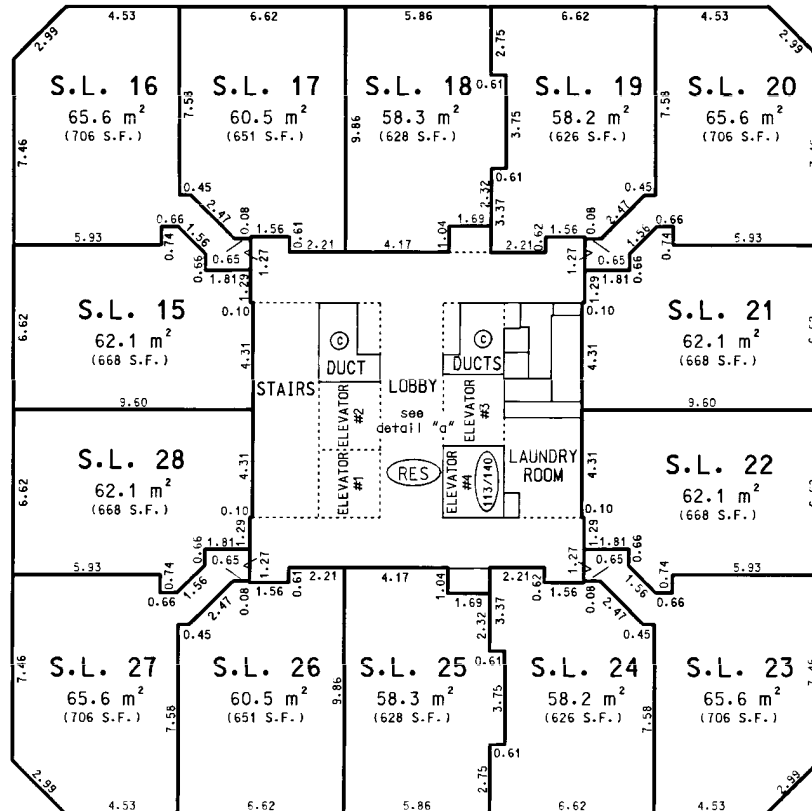 4.53 6.62 5.86 6.62 4.53
2.99 2.75 2.99
S.L. 16 S.L. 17 S.L. 18 S.L. 19 S.L. 20
65.6 m² 60.5 m² 58.3 m² 58.2 m² 65.6 m²
(706 S.F.) (651 S.F.) (628 S.F.) (626 S.F.) (706 S.F.)
7.46 7.58 9.86 0.61 3.75 7.58 7.46
0.61
0.45 2.47 2.32 0.45 2.47
0.66 1.56 0.08 1.56 0.61 1.69 3.37 0.62 1.56 0.08 1.56 0.66
5.93 0.74 2.21 4.17 1.04 2.21 0.74 5.93
0.66 0.65 1.27 1.27 0.65 0.66
1.81 1.29 1.29 1.81
S.L. 15 0.10 0.10 S.L. 21
62.1 m² 62.1 m²
(668 S.F.) (668 S.F.)
6.62 4.31 4.31 6.62
C C
DUCT DUCTS
STAIRS LOBBY
9.60 9.60
ELEVATOR #2 see ELEVATOR #3
detail "a"
S.L. 28 S.L. 22
62.1 m² 62.1 m²
(668 S.F.) (668 S.F.)
6.62 4.31 4.31 6.62
ELEVATOR #1 RES ELEVATOR #4 113/140 LAUNDRY
ROOM
0.10 0.10
1.29 1.29
1.81 1.81
0.66 0.65 1.27 1.27 0.65 0.66
5.93 0.74 2.21 4.17 1.04 2.21 0.74 5.93
0.66 1.56 0.08 1.56 0.61 1.69 3.37 0.62 1.56 0.08 1.56 0.66
2.47 2.32 2.47
0.45 0.45
0.61
S.L. 27 S.L. 26 S.L. 25 S.L. 24 S.L. 23
65.6 m² 60.5 m² 58.3 m² 58.2 m² 65.6 m²
(706 S.F.) (651 S.F.) (628 S.F.) (626 S.F.) (706 S.F.)
7.46 7.58 9.86 3.75 7.58 7.46
0.61
2.99 2.75 2.99
4.53 6.62 5.86 6.62 4.53